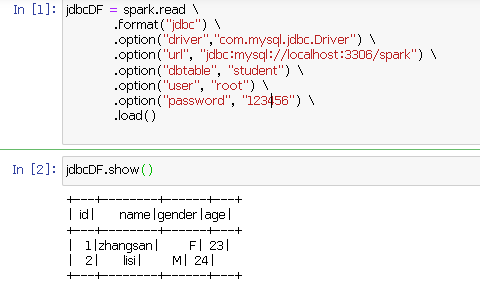 In [1]: jdbcDF = spark.read \
.format("jdbc") \
.option("driver","com.mysql.jdbc.Driver") \
.option("url", "jdbc:mysql://localhost:3306/spark") \
.option("dbtable", "student") \
.option("user", "root") \
.option("password", "123456") \
.load()
In [2]: jdbcDF.show()
+---+--------+------+---+
| id|    name|gender|age|
+---+--------+------+---+
|  1|zhangsan|     F| 23|
|  2|    lisi|     M| 24|
+---+--------+------+---+